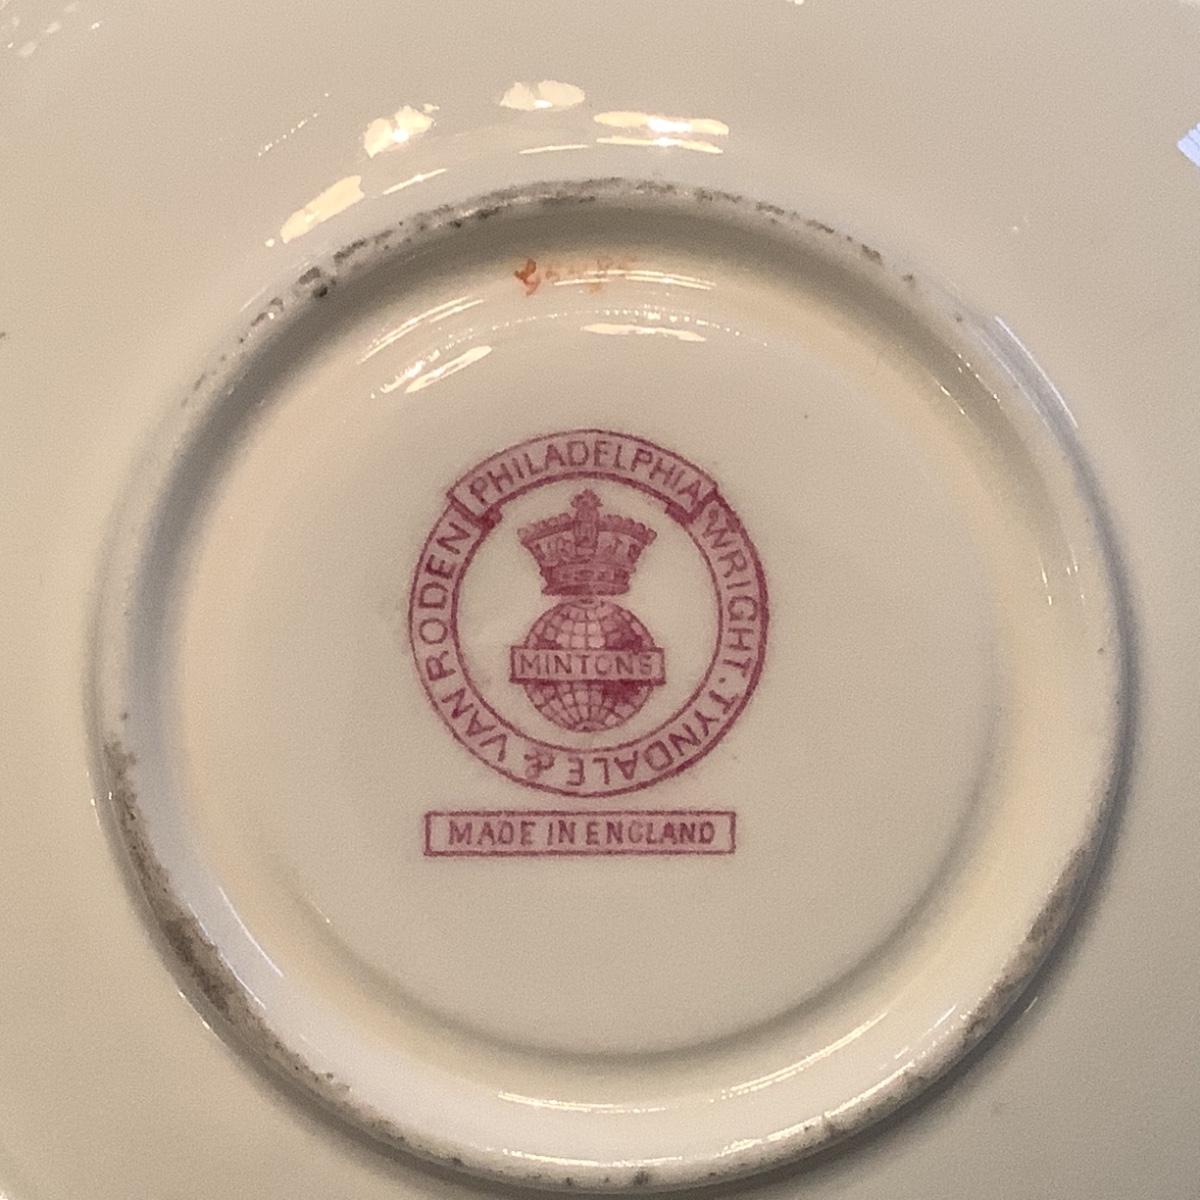 PHILADELPHIA
WRIGHT. TYNDALE & VAN RODEN
MINTONS
MADE IN ENGLAND